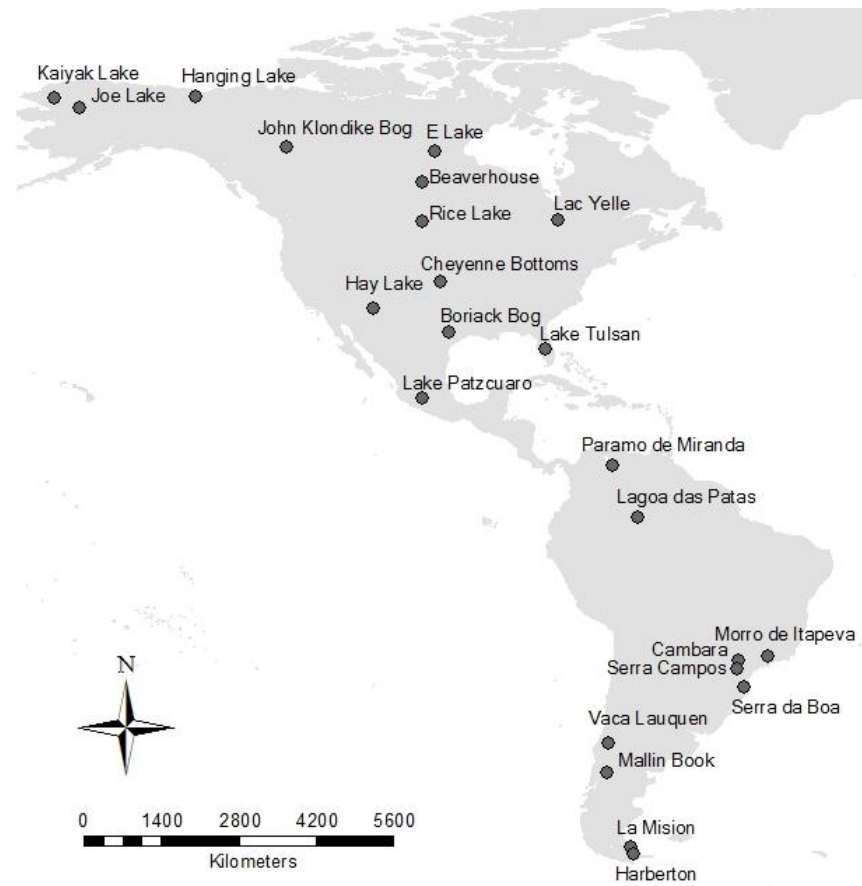 Kaiyak Lake
Hanging Lake
Joe Lake
John Klondike Bog
E Lake
Beaverhouse
Lac Yelle
Rice Lake
Cheyenne Bottoms
Hay Lake
Boriack Bog
Lake Tulsan
Lake Patzcuaro
Paramo de Miranda
Lagoa das Patas
Morro de Itapeva
Cambara
Serra Campos
Serra da Boa
Vaca Lauquen
Mallin Book
La Mision
Harberton
N
0 1400 2800 4200 5600
Kilometers